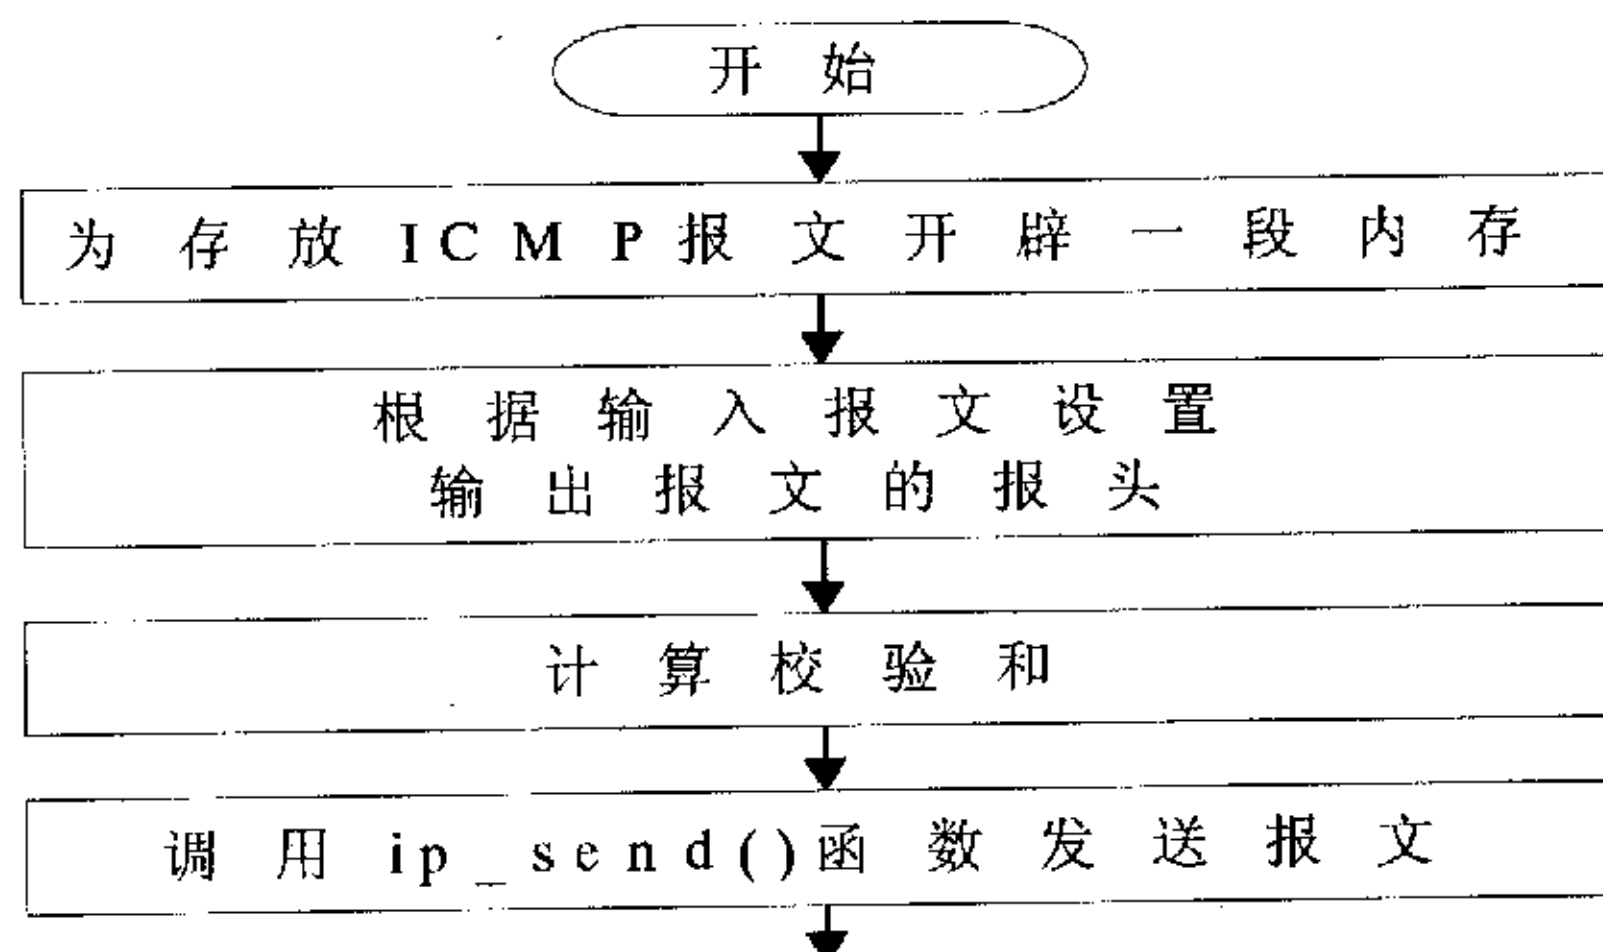 开始
为存放ICMP报文开辟一段内存
根据输入报文设置
输出报文的报头
计算校验和
调用ip_send()函数发送报文